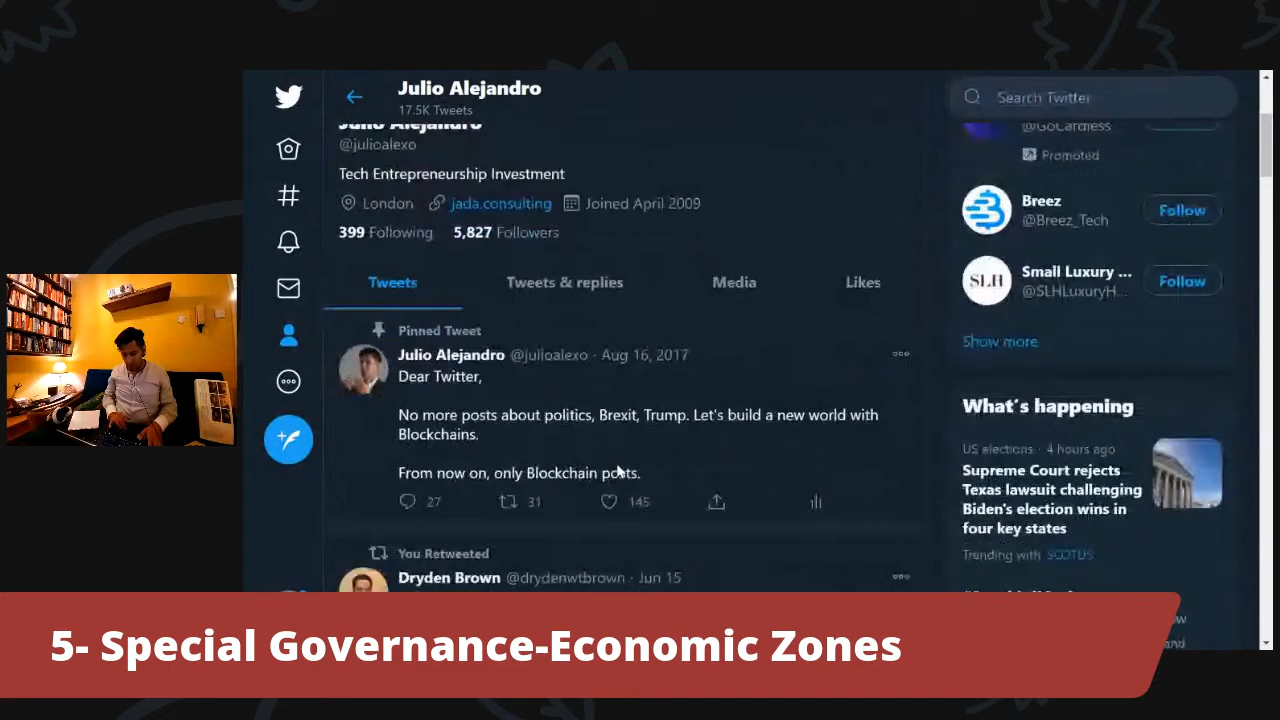 Julio Alejandro
17.5K Tweets
Julio Alejandro
@julioalexo
Tech Entrepreneurship Investment
London jada.consulting Joined April 2009
399 Following 5,827 Followers
Tweets Tweets & replies Media Likes
Pinned Tweet
Julio Alejandro @julioalexo · Aug 16, 2017
Dear Twitter,
No more posts about politics, Brexit, Trump. Let's build a new world with
Blockchains.
From now on, only Blockchain posts.
27 31 145
You Retweeted
Dryden Brown @drydenwtbrown · Jun 15
Search Twitter
@GoCardless
Promoted
Breez
@Breez_Tech
Follow
SLH
Small Luxury ...
@SLHLuxuryH...
Follow
Show more
What's happening
US elections · 4 hours ago
Supreme Court rejects
Texas lawsuit challenging
Biden's election wins in
four key states
Trending with SCOTUS
5- Special Governance-Economic Zones